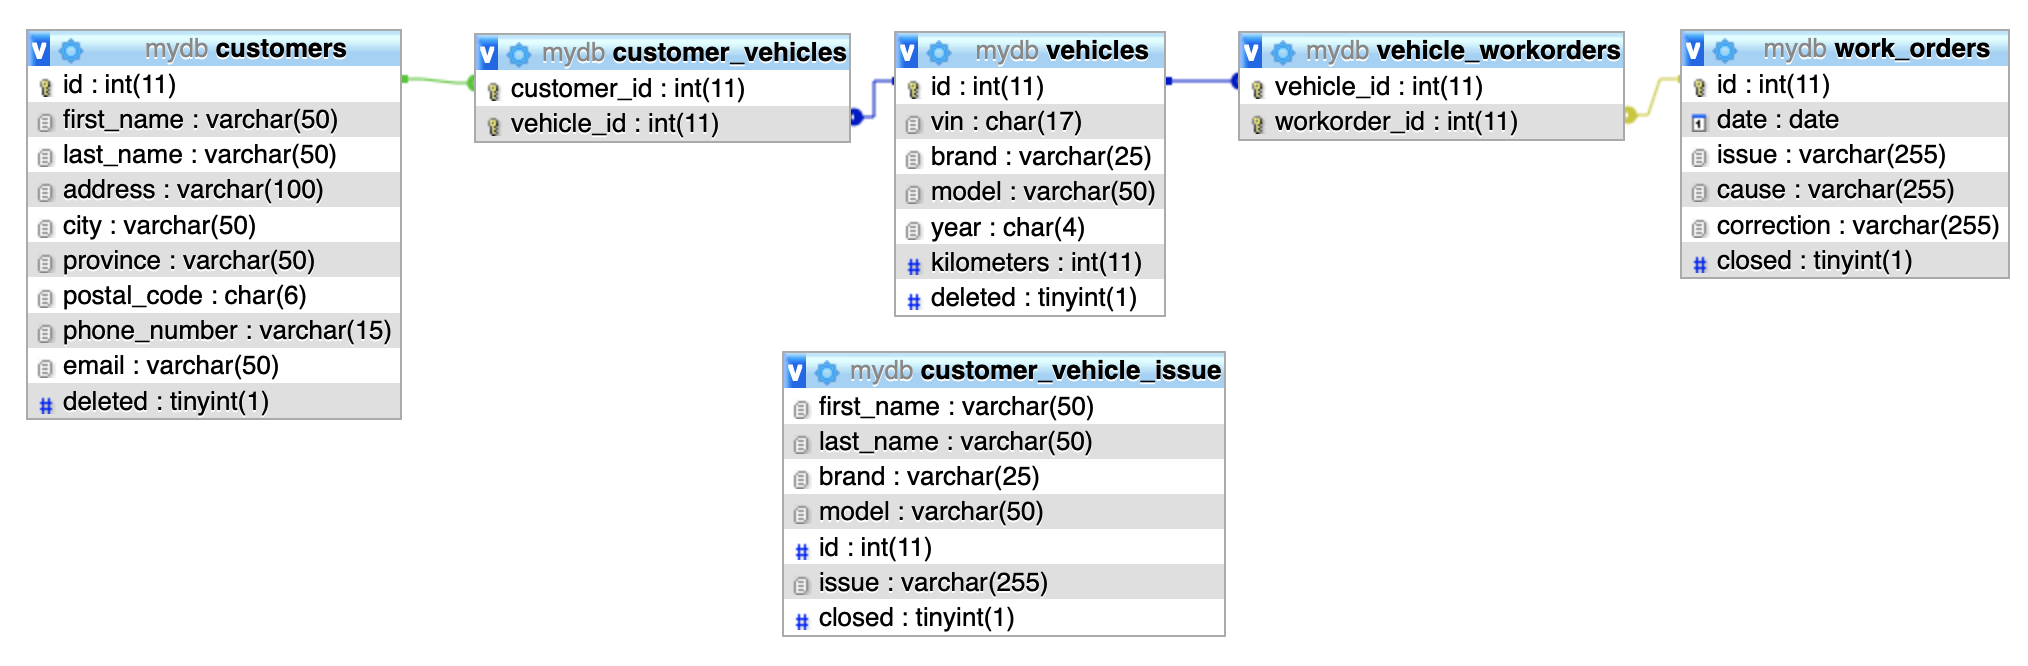 v mydb customers
id : int(11)
first_name : varchar(50)
last_name : varchar(50)
address : varchar(100)
city : varchar(50)
province : varchar(50)
postal_code : char(6)
phone_number : varchar(15)
email : varchar(50)
# deleted : tinyint(1)
v mydb customer_vehicles
customer_id : int(11)
vehicle_id : int(11)
v mydb vehicles
id : int(11)
vin : char(17)
brand : varchar(25)
model : varchar(50)
year : char(4)
# kilometers : int(11)
# deleted : tinyint(1)
v mydb vehicle_workorders
vehicle_id : int(11)
workorder_id : int(11)
v mydb work_orders
id : int(11)
date : date
issue : varchar(255)
cause : varchar(255)
correction : varchar(255)
# closed : tinyint(1)
v mydb customer_vehicle_issue
first_name : varchar(50)
last_name : varchar(50)
brand : varchar(25)
model : varchar(50)
# id : int(11)
issue : varchar(255)
# closed : tinyint(1)